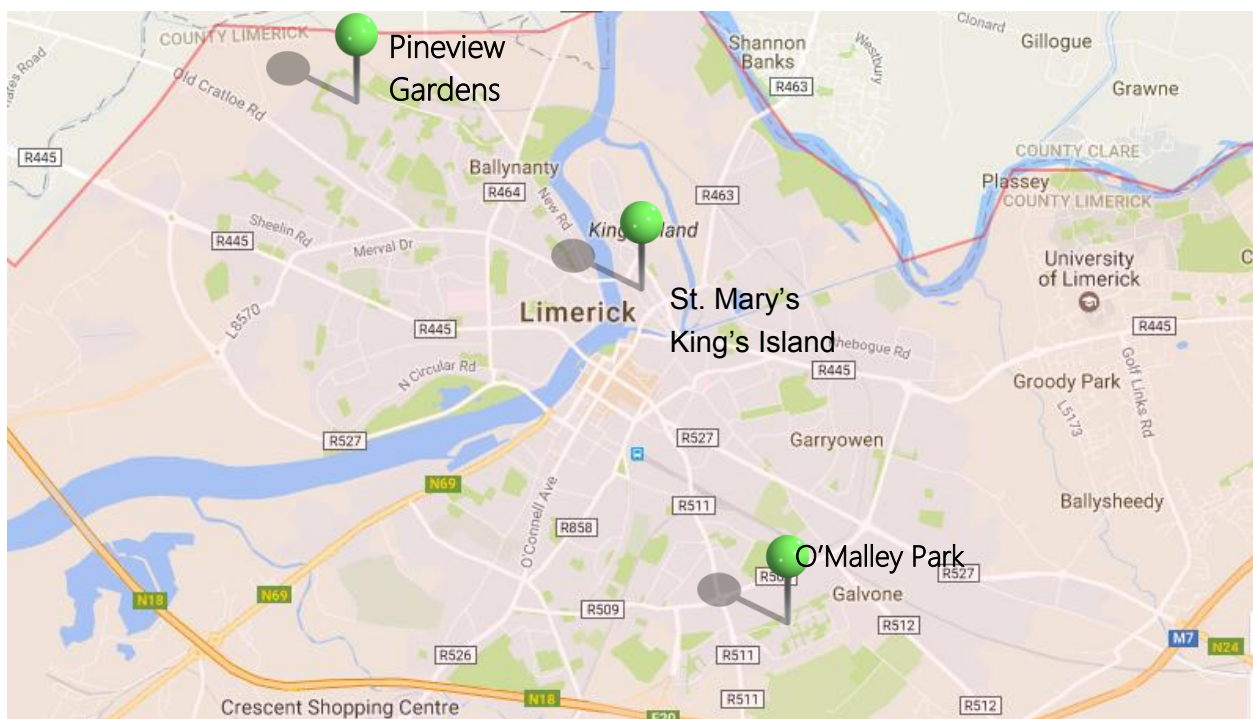 Clonard
Gillogue
COUNTY LIMERICK
Pineview
Gardens
Shannon
Banks
Westbury
R463
Grawne
Old Cratloe Rd
R445
COUNTY CLARE
Ballynanty
Plassey
COUNTY LIMERICK
R464
New Rd
R463
Sheelin Rd
R445
Merval Dr
University
of Limerick
St. Mary's
King's Island
Limerick
L8570
R445
R445
Rd
R445
N Circular Rd
Groody Park
Golf Links Rd
L5173
R527
R527
Garryowen
N69
Ballysheedy
R511
O'Connell Ave
R858
O'Malley Park
R527
N18
N69
R509
Galvone
R512
M7
N24
R526
R511
N18
R511
R512
Crescent Shopping Centre